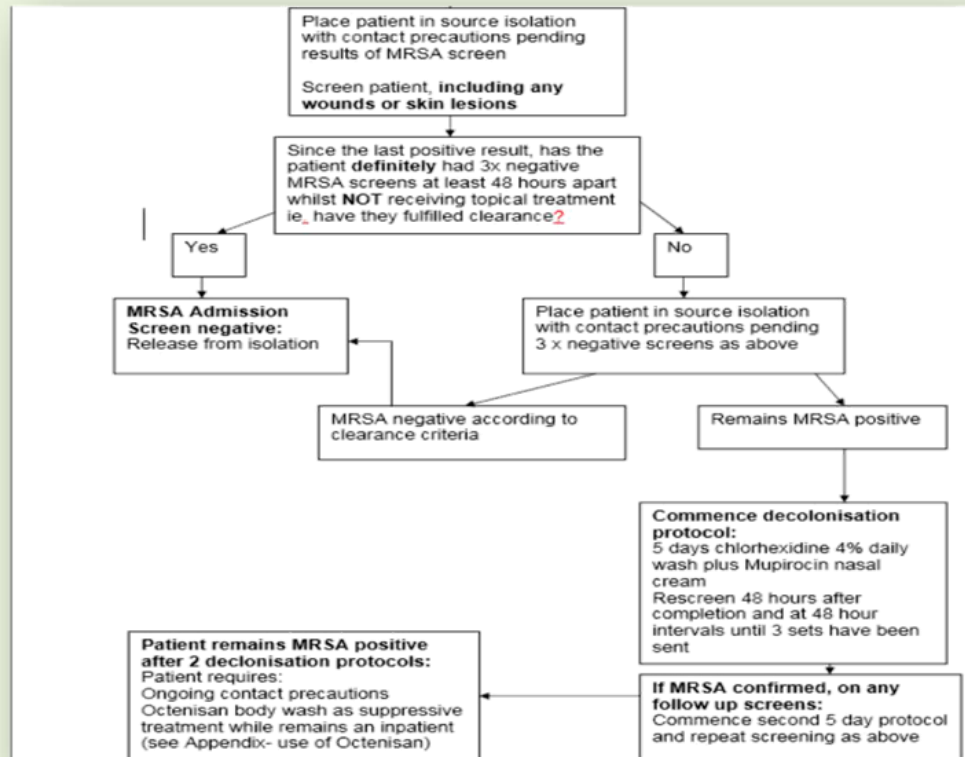 Place patient in source isolation
with contact precautions pending
results of MRSA screen
Screen patient, including any
wounds or skin lesions
Since the last positive result, has the
patient definitely had 3x negative
MRSA screens at least 48 hours apart
whilst NOT receiving topical treatment
ie, have they fulfilled clearance?
Yes
No
MRSA Admission
Screen negative:
Release from isolation
Place patient in source isolation
with contact precautions pending
3 x negative screens as above
MRSA negative according to
clearance criteria
Remains MRSA positive
Commence decolonisation
protocol:
5 days chlorhexidine 4% daily
wash plus Mupirocin nasal
cream
Rescreen 48 hours after
completion and at 48 hour
intervals until 3 sets have been
sent
Patient remains MRSA positive
after 2 declonisation protocols:
Patient requires:
Ongoing contact precautions
Octenisan body wash as suppressive
treatment while remains an inpatient
(see Appendix- use of Octenisan)
If MRSA confirmed, on any
follow up screens:
Commence second 5 day protocol
and repeat screening as above